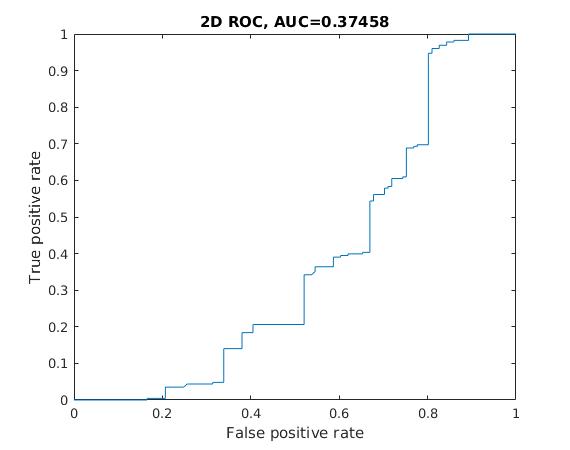 2D ROC, AUC=0.37458
1
0.9
0.8
0.7
0.6
0.5
0.4
0.3
0.2
0.1
0
True positive rate
0 0.2 0.4 0.6 0.8 1
False positive rate